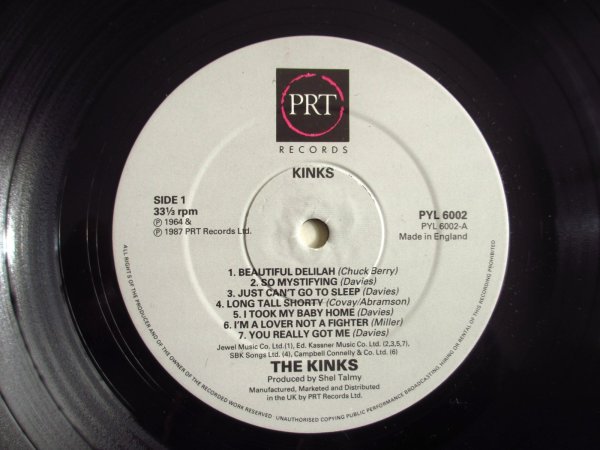 PRT
RECORDS
KINKS
SIDE 1
33⅓ rpm
℗ 1964 &
℗ 1987 PRT Records Ltd.
PYL 6002
PYL 6002-A
Made in England
1. BEAUTIFUL DELILAH (Chuck Berry)
2. SO MYSTIFYING (Davies)
3. JUST CAN'T GO TO SLEEP (Davies)
4. LONG TALL SHORTY (Covay/Abramson)
5. I TOOK MY BABY HOME (Davies)
6. I'M A LOVER NOT A FIGHTER (Miller)
7. YOU REALLY GOT ME (Davies)
Jewel Music Co. Ltd.(1), Ed. Kassner Music Co. Ltd. (2,3,5,7),
SBK Songs Ltd. (4), Campbell Connelly & Co. Ltd. (6)
THE KINKS
Produced by Shel Talmy
Manufactured, Marketed and Distributed
in the UK by PRT Records Ltd.
ALL RIGHTS OF THE PRODUCER AND OF THE OWNER OF THE RECORDED WORK RESERVED UNAUTHORISED COPYING PUBLIC PERFORMANCE BROADCASTING HIRING OR RENTAL OF THIS RECORDING PROHIBITED